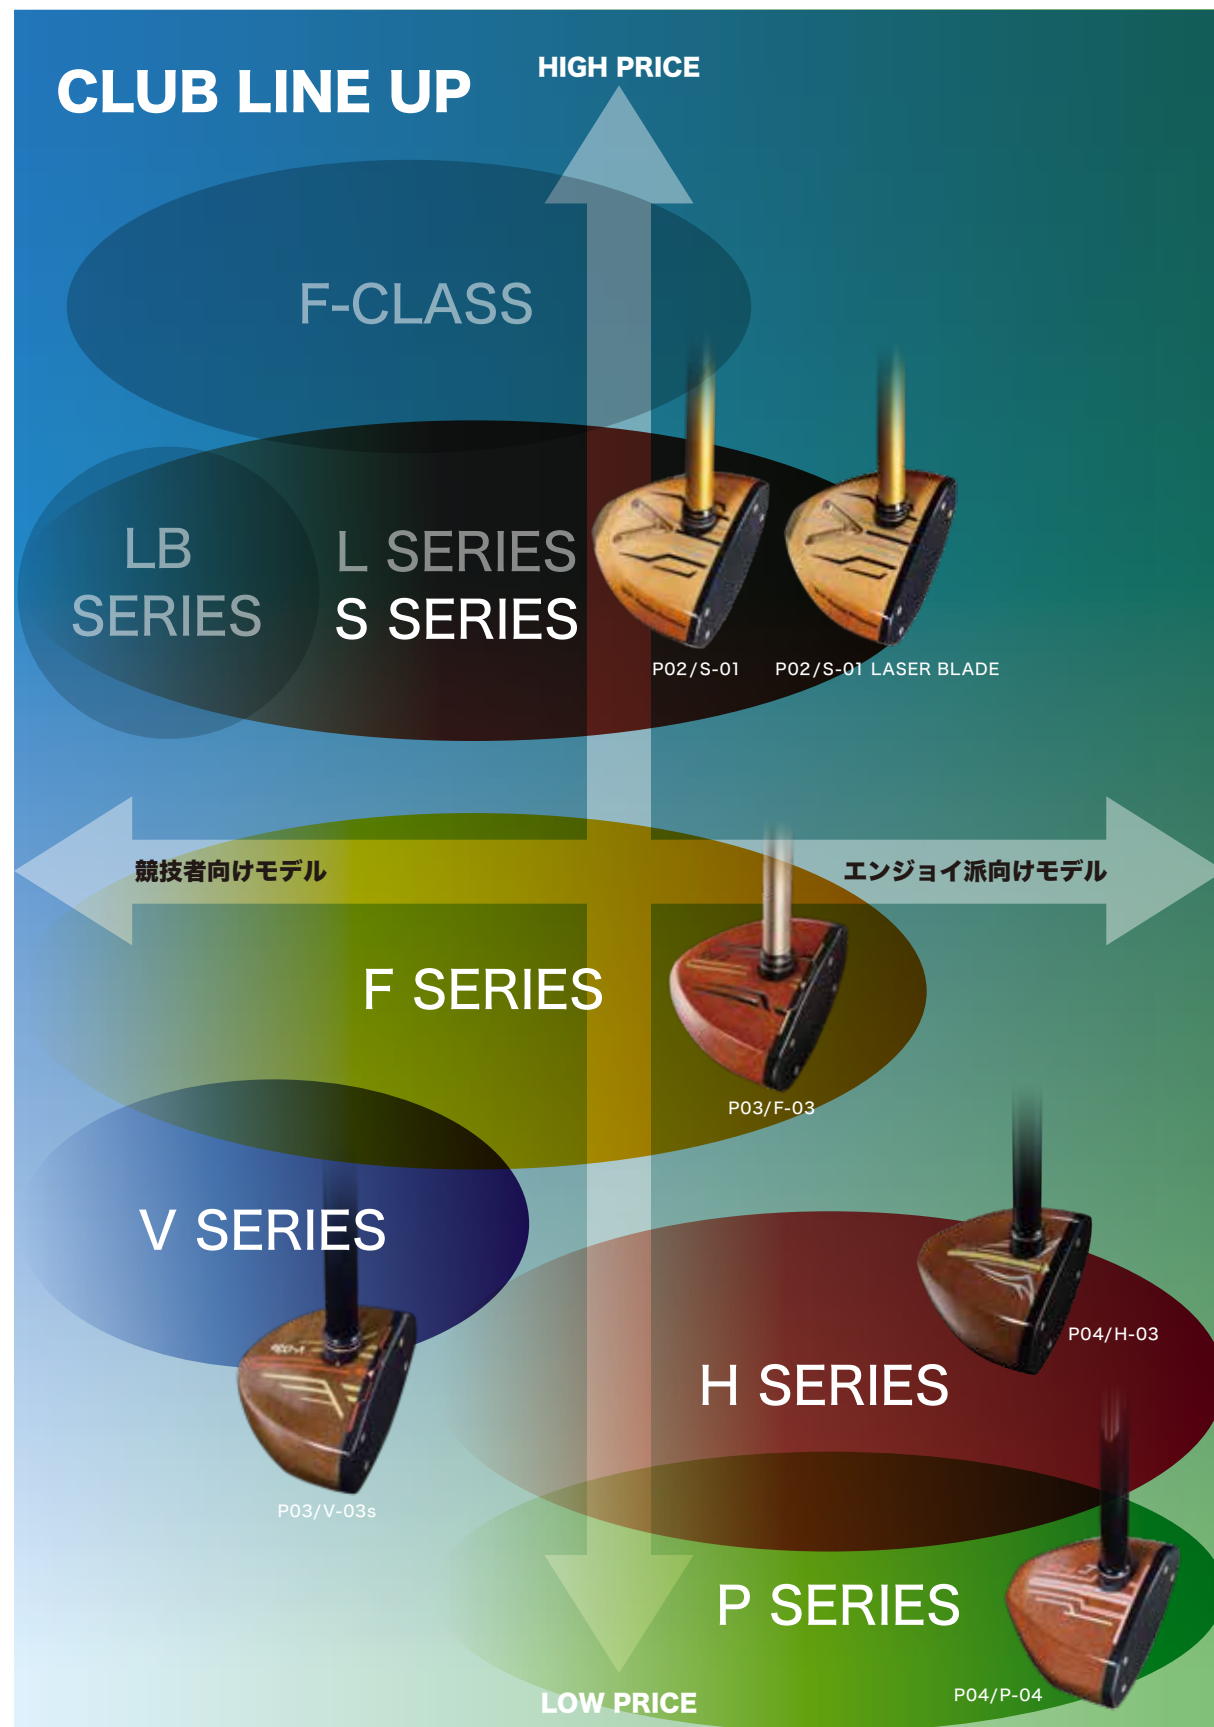 CLUB LINE UP
HIGH PRICE
F-CLASS
LB
SERIES
L SERIES
S SERIES
P02/S-01
P02/S-01 LASER BLADE
競技者向けモデル
エンジョイ派向けモデル
F SERIES
P03/F-03
V SERIES
P03/V-03s
P04/H-03
H SERIES
P SERIES
P04/P-04
LOW PRICE